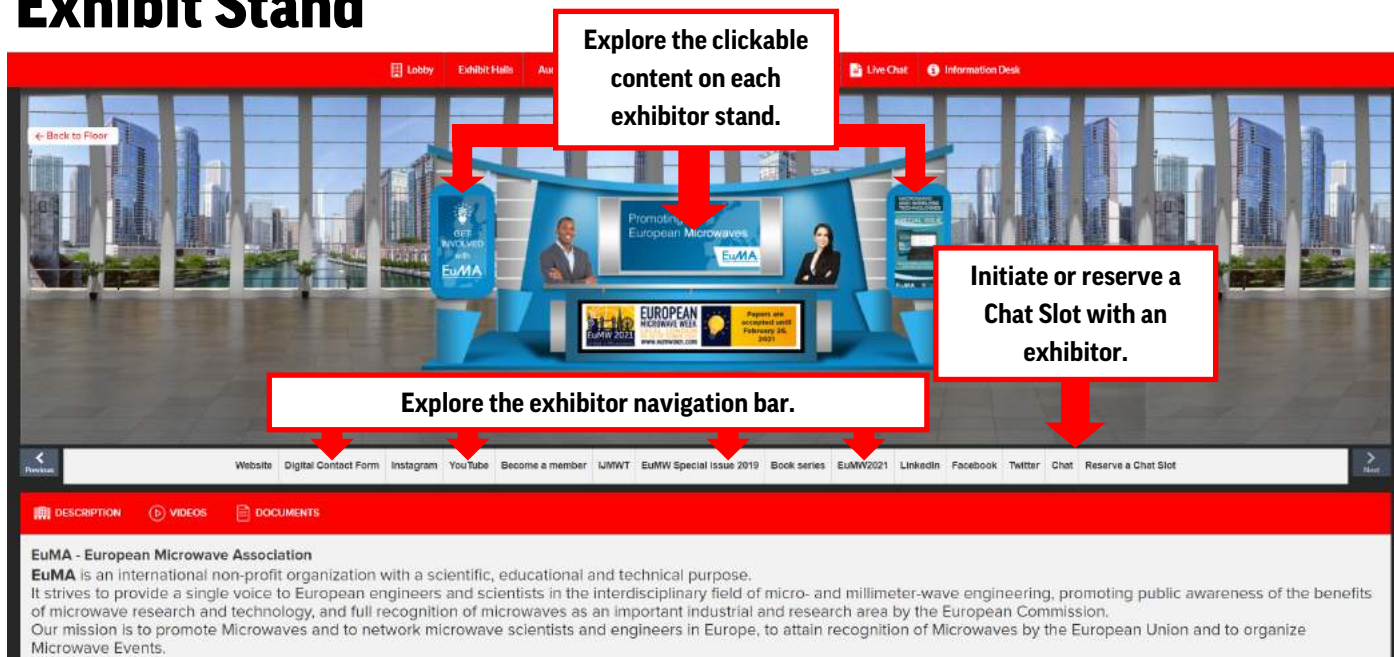 Exhibit Stand
Explore the clickable
content on each
exhibitor stand.
Lobby
Exhibit Halls
Live Chat
Information Desk
← Back to Floor
GET
INVOLVED
with
EuMA
Promoting
European Microwaves
EuMA
MICROWAVE
AND WIRELESS
TECHNOLOGIES
SPECIAL ISSUE
Initiate or reserve a
Chat Slot with an
exhibitor.
EuMW 2021
EUROPEAN
MICROWAVE WEEK
www.eumweek.com
Papers are
accepted until
February 26,
2021
Explore the exhibitor navigation bar.
Previous
Website Digital Contact Form Instagram YouTube Become a member IJMWT EuMW Special Issue 2019 Book series EuMW2021 LinkedIn Facebook Twitter Chat Reserve a Chat Slot
Next
DESCRIPTION VIDEOS DOCUMENTS
EuMA - European Microwave Association
EuMA is an international non-profit organization with a scientific, educational and technical purpose.
It strives to provide a single voice to European engineers and scientists in the interdisciplinary field of micro- and millimeter-wave engineering, promoting public awareness of the benefits
of microwave research and technology, and full recognition of microwaves as an important industrial and research area by the European Commission.
Our mission is to promote Microwaves and to network microwave scientists and engineers in Europe, to attain recognition of Microwaves by the European Union and to organize
Microwave Events.